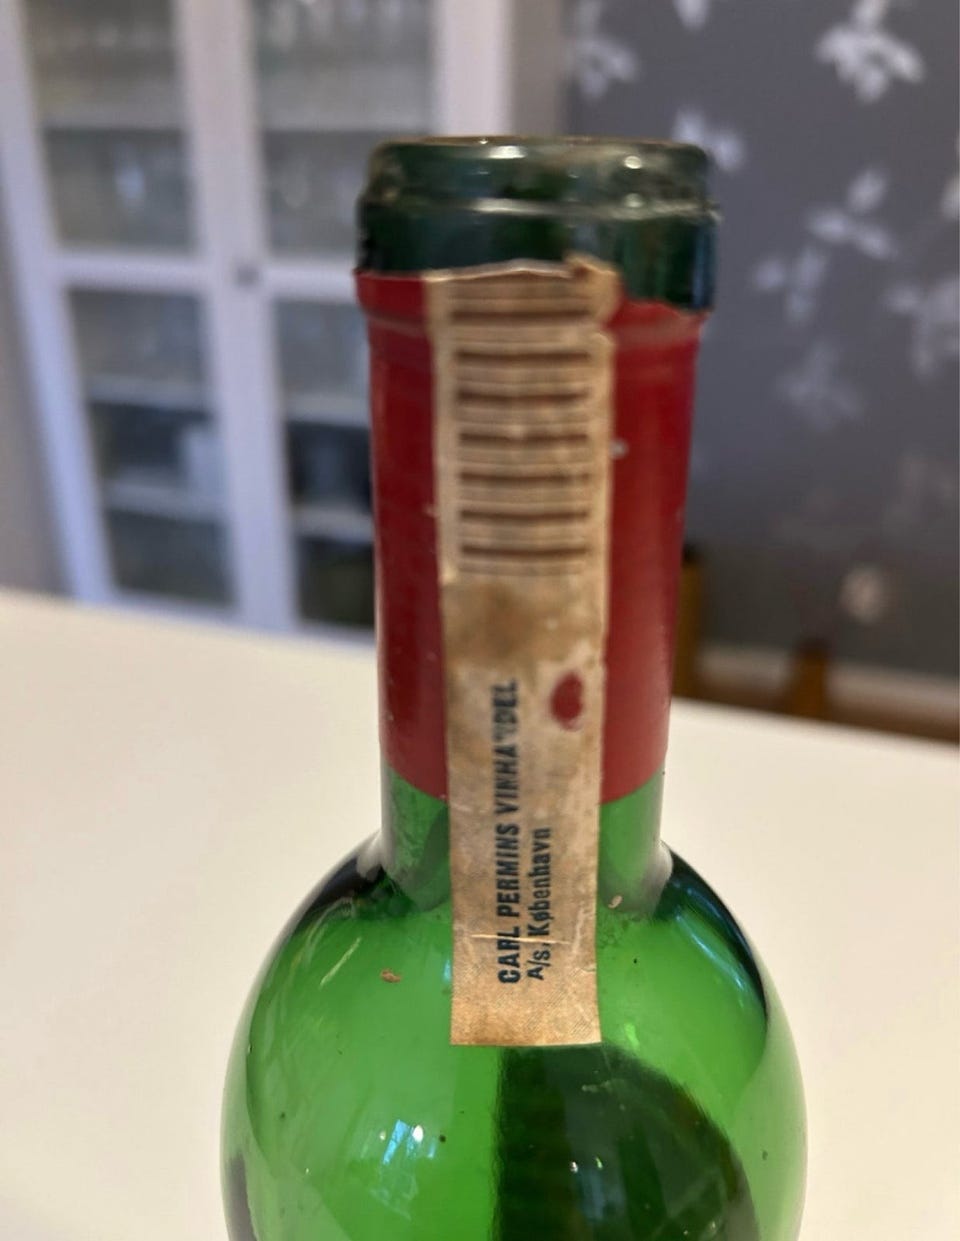 CARL PERMINS VINHANDEL
A/s. København